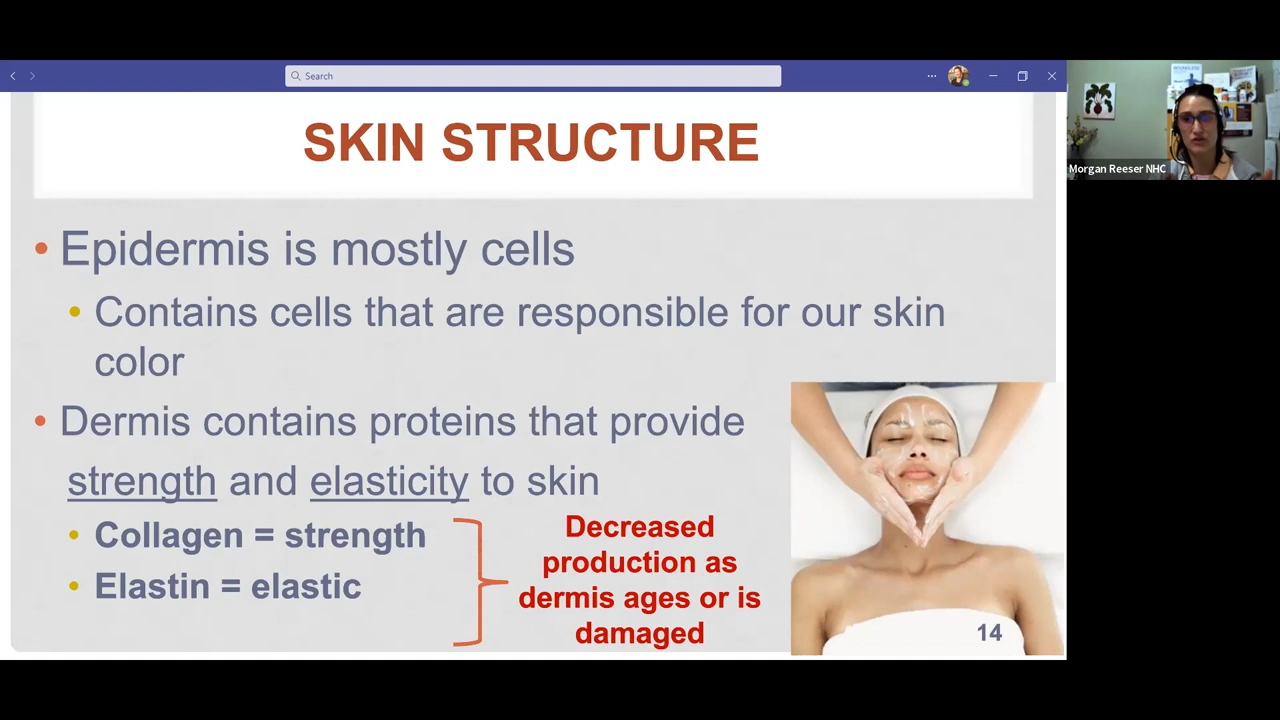 Search
SKIN STRUCTURE
• Epidermis is mostly cells
• Contains cells that are responsible for our skin
color
• Dermis contains proteins that provide
strength and elasticity to skin
• Collagen = strength
• Elastin = elastic
Decreased
production as
dermis ages or is
damaged
14
Morgan Reeser NHC